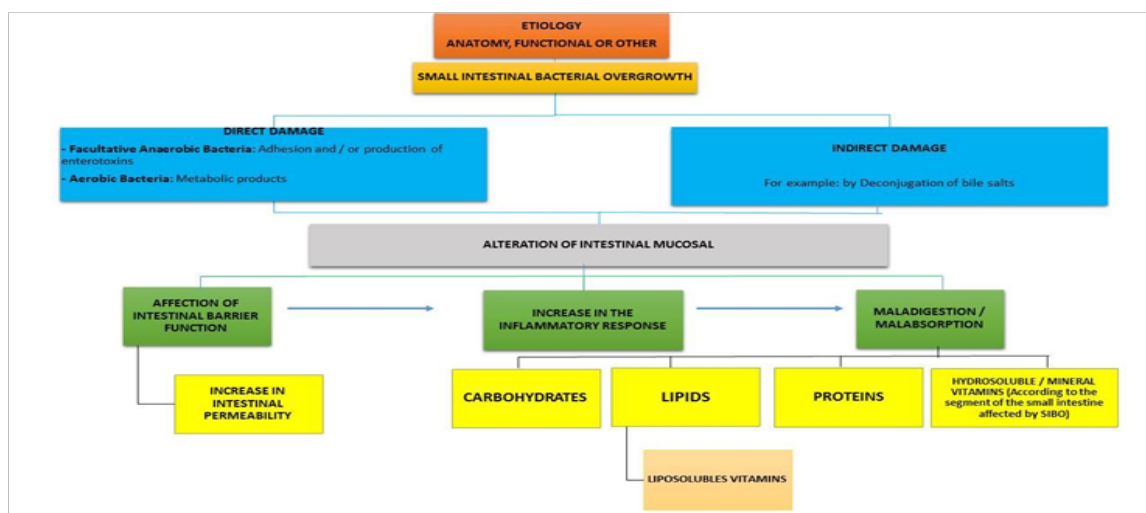 ETIOLOGY
ANATOMY, FUNCTIONAL OR OTHER
SMALL INTESTINAL BACTERIAL OVERGROWTH
DIRECT DAMAGE
- Facultative Anaerobic Bacteria: Adhesion and / or production of
enterotoxins
- Aerobic Bacteria: Metabolic products
INDIRECT DAMAGE
For example: by Deconjugation of bile salts
ALTERATION OF INTESTINAL MUCOSAL
AFFECTION OF
INTESTINAL BARRIER
FUNCTION
INCREASE IN THE
INFLAMMATORY RESPONSE
MALADIGESTION /
MALABSORPTION
INCREASE IN
INTESTINAL
PERMEABILITY
CARBOHYDRATES
LIPIDS
PROTEINS
HYDROSOLUBLE / MINERAL
VITAMINS (According to the
segment of the small intestine
affected by SIBO)
LIPOSOLUBLES VITAMINS